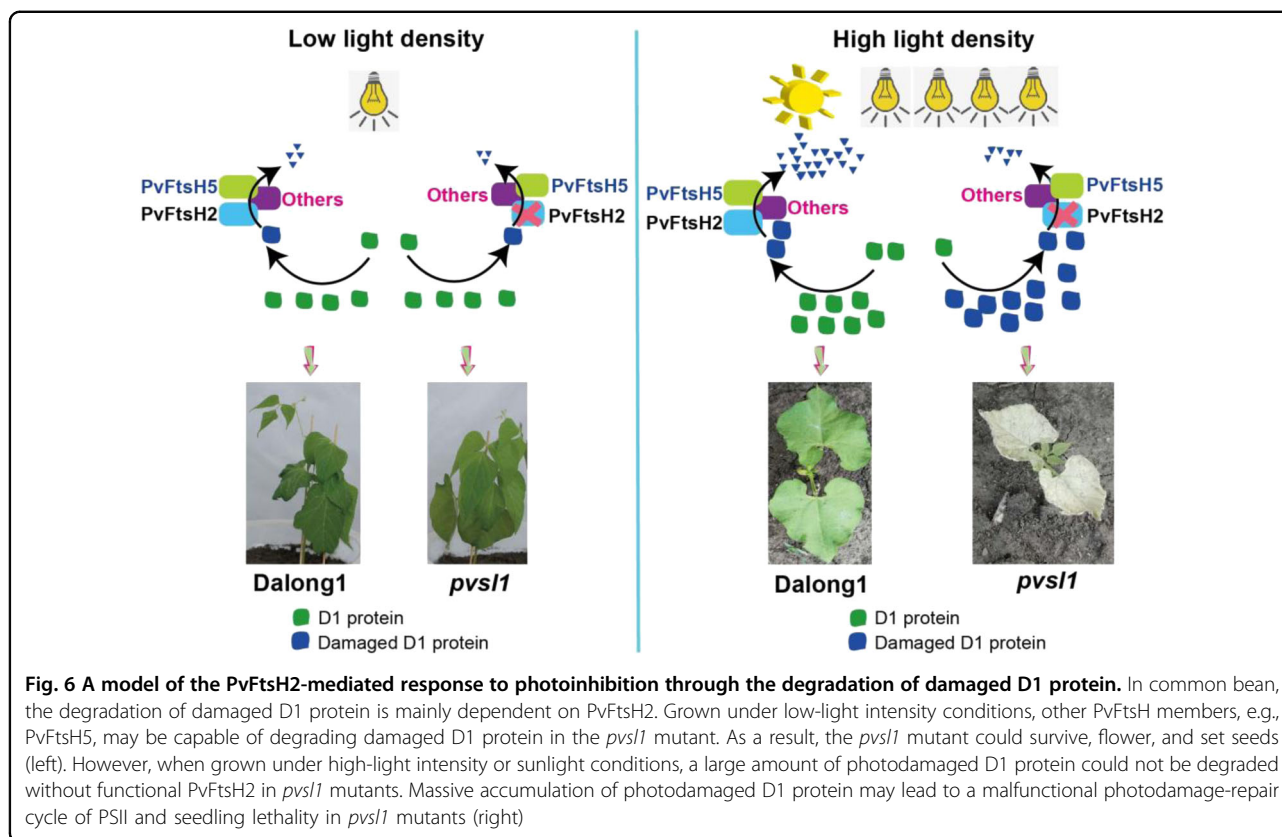 Low light density
High light density
PvFtsH5
Others
PvFtsH2
Others
PvFtsH5
PvFtsH2
PvFtsH5
Others
PvFtsH2
Others
PvFtsH5
PvFtsH2
Dalong1
pvsl1
Dalong1
pvsl1
D1 protein
Damaged D1 protein
D1 protein
Damaged D1 protein
Fig. 6 A model of the PvFtsH2-mediated response to photoinhibition through the degradation of damaged D1 protein. In common bean,
the degradation of damaged D1 protein is mainly dependent on PvFtsH2. Grown under low-light intensity conditions, other PvFtsH members, e.g.,
PvFtsH5, may be capable of degrading damaged D1 protein in the pvsl1 mutant. As a result, the pvsl1 mutant could survive, flower, and set seeds
(left). However, when grown under high-light intensity or sunlight conditions, a large amount of photodamaged D1 protein could not be degraded
without functional PvFtsH2 in pvsl1 mutants. Massive accumulation of photodamaged D1 protein may lead to a malfunctional photodamage-repair
cycle of PSII and seedling lethality in pvsl1 mutants (right)